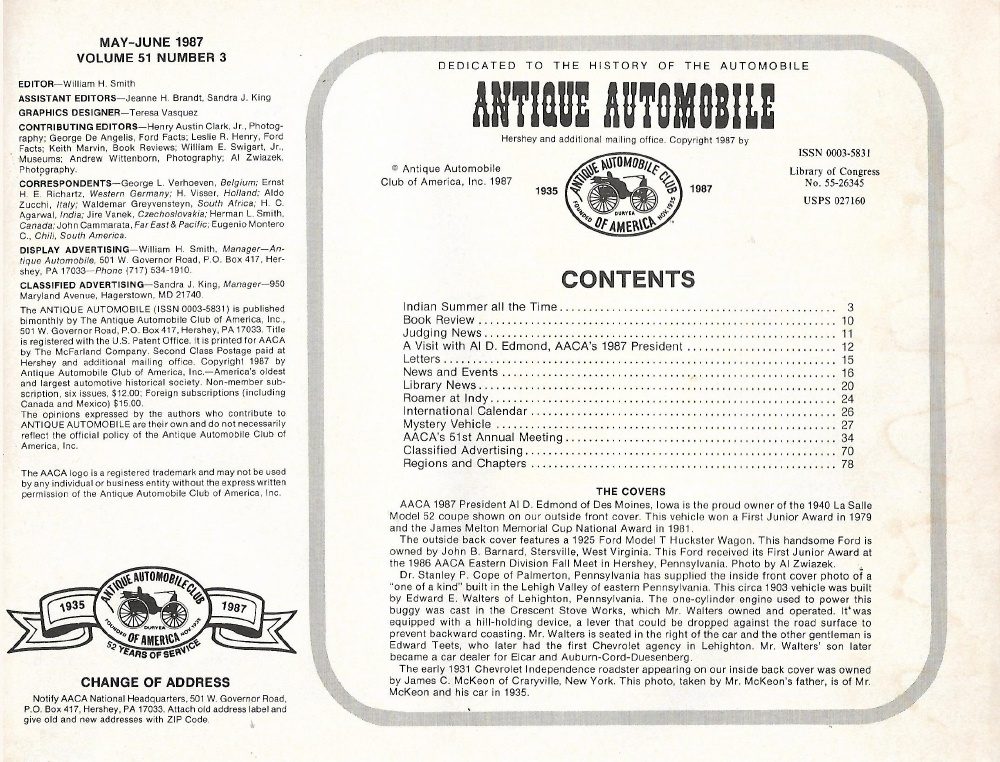 MAY–JUNE 1987
VOLUME 51 NUMBER 3
EDITOR—William H. Smith
ASSISTANT EDITORS—Jeanne H. Brandt, Sandra J. King
GRAPHICS DESIGNER—Teresa Vasquez
CONTRIBUTING EDITORS—Henry Austin Clark, Jr., Photog-
raphy; George De Angelis, Ford Facts; Leslie R. Henry, Ford
Facts; Keith Marvin, Book Reviews; William E. Swigart, Jr.,
Museums; Andrew Wittenborn, Photography; Al Zwiazek,
Photpgraphy.
CORRESPONDENTS—George L. Verhoeven, Belgium; Ernst
H. E. Richartz, Western Germany; H. Visser, Holland; Aldo
Zucchi, Italy; Waldemar Greyvensteyn, South Africa; H. C.
Agarwal, India; Jire Vanek, Czechoslovakia; Herman L. Smith,
Canada; John Cammarata, Far East & Pacific; Eugenio Montero
C., Chili, South America.
DISPLAY ADVERTISING—William H. Smith, Manager—An-
tique Automobile, 501 W. Governor Road, P.O. Box 417, Her-
shey, PA 17033—Phone (717) 534-1910.
CLASSIFIED ADVERTISING—Sandra J. King, Manager—950
Maryland Avenue, Hagerstown, MD 21740.
The ANTIQUE AUTOMOBILE (ISSN 0003-5831) is published
bimonthly by The Antique Automobile Club of America, Inc.,
501 W. Governor Road, P.O. Box 417, Hershey, PA 17033. Title
is registered with the U.S. Patent Office. It is printed for AACA
by The McFarland Company. Second Class Postage paid at
Hershey and additional mailing office. Copyright 1987 by
Antique Automobile Club of America, Inc.—America's oldest
and largest automotive historical society. Non-member sub-
scription, six issues, $12.00; Foreign subscriptions (including
Canada and Mexico) $15.00.
The opinions expressed by the authors who contribute to
ANTIQUE AUTOMOBILE are their own and do not necessarily
reflect the official policy of the Antique Automobile Club of
America, Inc.
The AACA logo is a registered trademark and may not be used
by any individual or business entity without the express written
permission of the Antique Automobile Club of America, Inc.
ANTIQUE AUTOMOBILE CLUB
1935 1987
DURYEA
FOUNDED NOV. 1935
OF AMERICA
52 YEARS OF SERVICE
CHANGE OF ADDRESS
Notify AACA National Headquarters, 501 W. Governor Road,
P.O. Box 417, Hershey, PA 17033. Attach old address label and
give old and new addresses with ZIP Code.
DEDICATED TO THE HISTORY OF THE AUTOMOBILE
ANTIQUE AUTOMOBILE
Hershey and additional mailing office. Copyright 1987 by
© Antique Automobile
Club of America, Inc. 1987
1935 1987
ANTIQUE AUTOMOBILE CLUB
DURYEA
FOUNDED NOV. 1935
OF AMERICA
ISSN 0003-5831
Library of Congress
No. 55-26345
USPS 027160
CONTENTS
Indian Summer all the Time 3
Book Review 10
Judging News 11
A Visit with Al D. Edmond, AACA's 1987 President 12
Letters 15
News and Events 16
Library News 20
Roamer at Indy 24
International Calendar 26
Mystery Vehicle 27
AACA's 51st Annual Meeting 34
Classified Advertising 70
Regions and Chapters 78
THE COVERS
AACA 1987 President Al D. Edmond of Des Moines, Iowa is the proud owner of the 1940 La Salle
Model 52 coupe shown on our outside front cover. This vehicle won a First Junior Award in 1979
and the James Melton Memorial Cup National Award in 1981.
The outside back cover features a 1925 Ford Model T Huckster Wagon. This handsome Ford is
owned by John B. Barnard, Stersville, West Virginia. This Ford received its First Junior Award at
the 1986 AACA Eastern Division Fall Meet in Hershey, Pennsylvania. Photo by Al Zwiazek.
Dr. Stanley P. Cope of Palmerton, Pennsylvania has supplied the inside front cover photo of a
"one of a kind" built in the Lehigh Valley of eastern Pennsylvania. This circa 1903 vehicle was built
by Edward E. Walters of Lehighton, Pennsylvania. The one-cylinder engine used to power this
buggy was cast in the Crescent Stove Works, which Mr. Walters owned and operated. It was
equipped with a hill-holding device, a lever that could be dropped against the road surface to
prevent backward coasting. Mr. Walters is seated in the right of the car and the other gentleman is
Edward Teets, who later had the first Chevrolet agency in Lehighton. Mr. Walters' son later
became a car dealer for Elcar and Auburn-Cord-Duesenberg.
The early 1931 Chevrolet Independence roadster appearing on our inside back cover was owned
by James C. McKeon of Craryville, New York. This photo, taken by Mr. McKeon's father, is of Mr.
McKeon and his car in 1935.